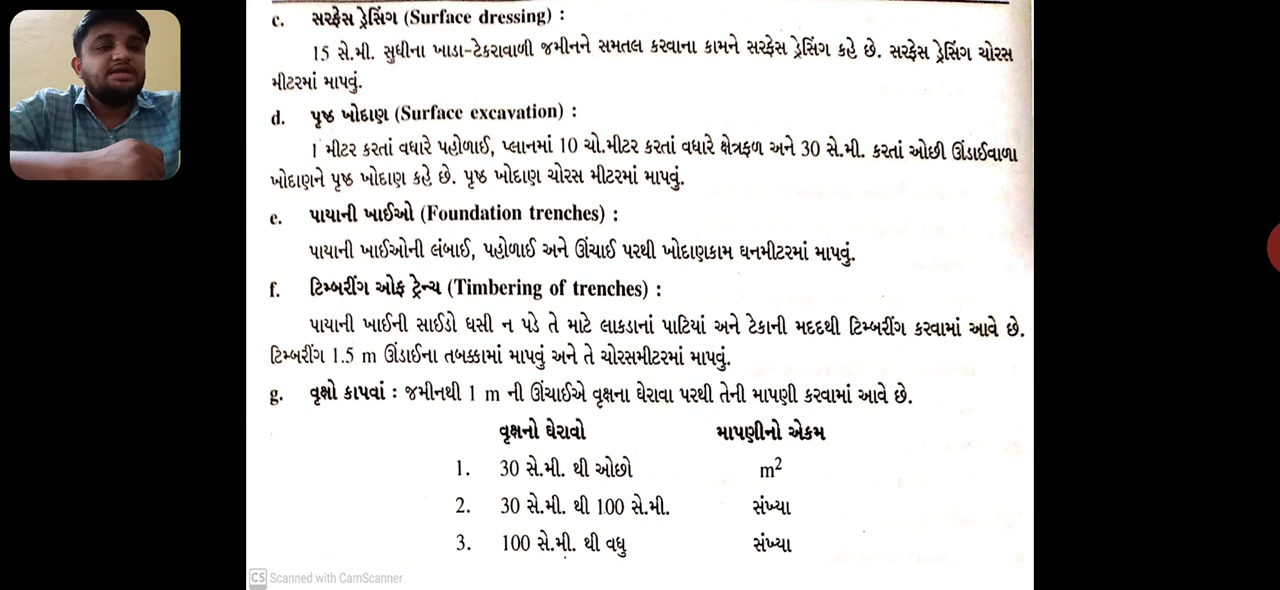 c. સરફેસ ડ્રેસિંગ (Surface dressing) :
15 સે.મી. સુધીના ખાડા-ટેકરાવાળી જમીનને સમતલ કરવાના કામને સરફેસ ડ્રેસિંગ કહે છે. સરફેસ ડ્રેસિંગ ચોરસ
મીટરમાં માપવું.
d. પૃષ્ઠ ખોદાણ (Surface excavation) :
1 મીટર કરતાં વધારે પહોળાઈ, પ્લાનમાં 10 ચો.મીટર કરતાં વધારે ક્ષેત્રફળ અને 30 સે.મી. કરતાં ઓછી ઊંડાઈવાળા
ખોદાણને પૃષ્ઠ ખોદાણ કહે છે. પૃષ્ઠ ખોદાણ ચોરસ મીટરમાં માપવું.
e. પાયાની ખાઈઓ (Foundation trenches) :
પાયાની ખાઈઓની લંબાઈ, પહોળાઈ અને ઊંચાઈ પરથી ખોદાણકામ ઘનમીટરમાં માપવું.
f. ટિમ્બરીંગ ઓફ ટ્રેન્ચ (Timbering of trenches) :
પાયાની ખાઈની સાઈડો ધસી ન પડે તે માટે લાકડાનાં પાટિયાં અને ટેકાની મદદથી ટિમ્બરીંગ કરવામાં આવે છે.
ટિમ્બરીંગ 1.5 m ઊંડાઈના તબક્કામાં માપવું અને તે ચોરસમીટરમાં માપવું.
g. વૃક્ષો કાપવાં : જમીનથી 1 m ની ઊંચાઈએ વૃક્ષના ઘેરાવા પરથી તેની માપણી કરવામાં આવે છે.
વૃક્ષનો ઘેરાવો માપણીનો એકમ
1. 30 સે.મી. થી ઓછો m²
2. 30 સે.મી. થી 100 સે.મી. સંખ્યા
3. 100 સે.મી. થી વધુ સંખ્યા
CS Scanned with CamScanner